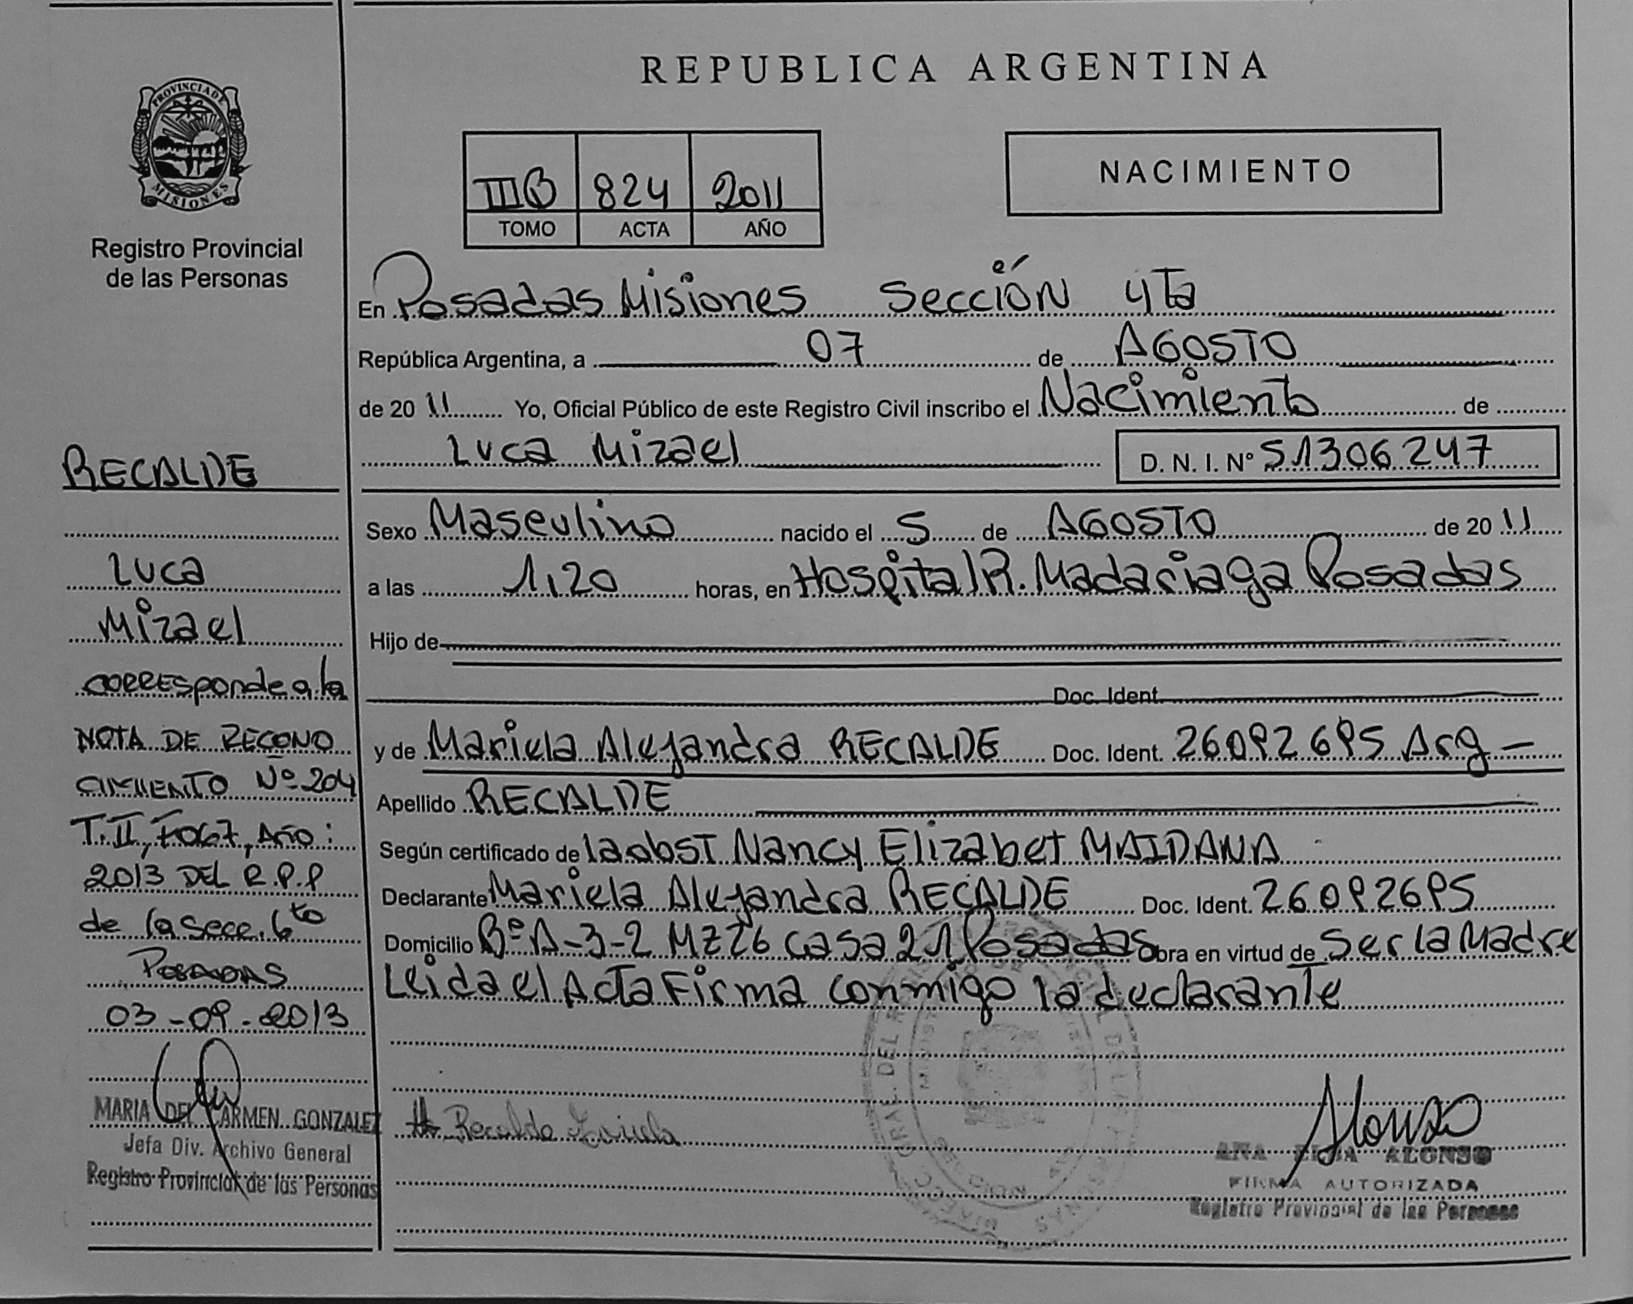 REPUBLICA ARGENTINA
PROVINCIA DE
MISIONES
Registro Provincial
de las Personas
IIIB 824 2011
TOMO ACTA AÑO
NACIMIENTO
En Posadas Misiones Sección 4ta
República Argentina, a 07 de AGOSTO
de 2011 Yo, Oficial Público de este Registro Civil inscribo el Nacimiento de
Luca Mizael D. N. I. Nº 51306247
Sexo Masculino nacido el 5 de AGOSTO de 2011
a las 1,20 horas, en Hospital R. Madariaga Posadas
Hijo de
Doc. Ident.
y de Mariela Alejandra RECALDE Doc. Ident. 26092695 Arg
Apellido RECALDE
Según certificado de la obst Nancy Elizabet MAIDANA
Declarante Mariela Alejandra RECALDE Doc. Ident. 26092695
Domicilio Bº A-3-2 MZ 26 casa 21 Posadas Obra en virtud de Ser la Madre
Leida el Acta Firma conmigo la declarante
RECALDE
Luca
Mizael
corresponde a la
NOTA DE RECONO
CIMIENTO Nº 204
T. II, Fº 067, Año:
2013 DEL R.P.P
de la secc. 6to
POSADAS
03-09-2013
MARIA DEL CARMEN GONZALEZ
Jefa Div. Archivo General
Registro Provincial de las Personas
Recalde
Alonso
ANA ALONSO
FIRMA AUTORIZADA
Registro Provincial de las Personas